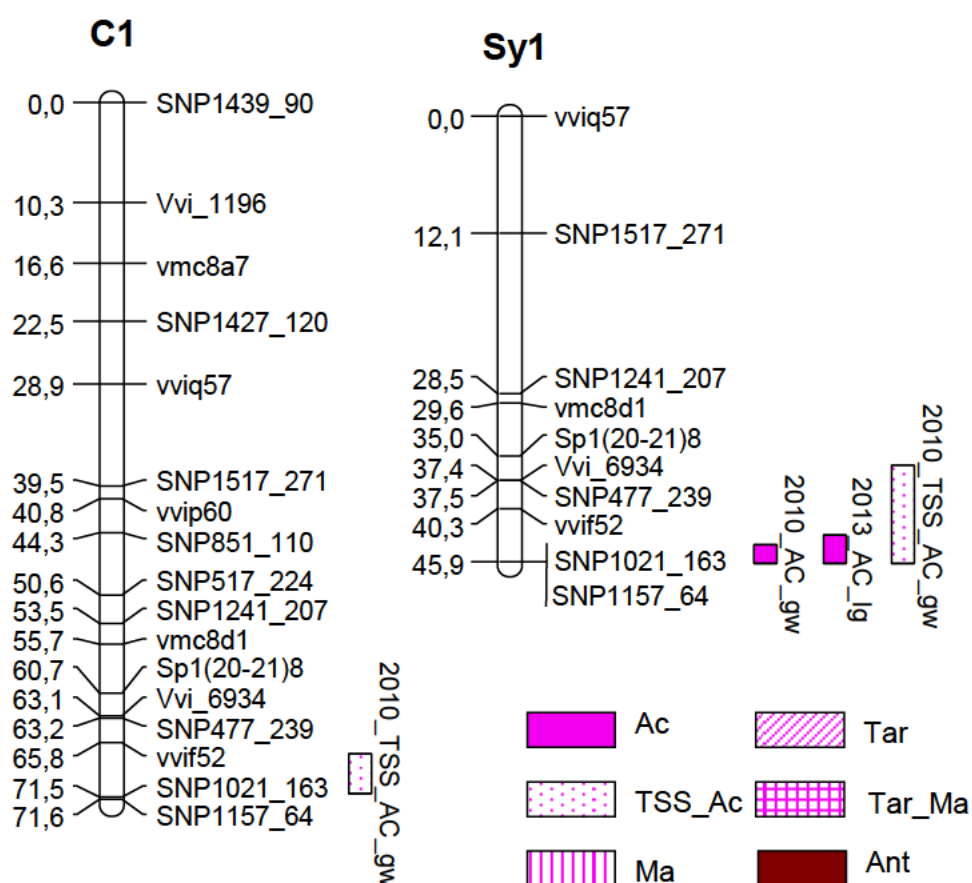 C1
0,0 SNP1439_90
10,3 Vvi_1196
16,6 vmc8a7
22,5 SNP1427_120
28,9 vviq57
39,5 SNP1517_271
40,8 vvip60
44,3 SNP851_110
50,6 SNP517_224
53,5 SNP1241_207
55,7 vmc8d1
60,7 Sp1(20-21)8
63,1 Vvi_6934
63,2 SNP477_239
65,8 vvif52
71,5 SNP1021_163
71,6 SNP1157_64
2010_TSS_AC_gw
Sy1
0,0 vviq57
12,1 SNP1517_271
28,5 SNP1241_207
29,6 vmc8d1
35,0 Sp1(20-21)8
37,4 Vvi_6934
37,5 SNP477_239
40,3 vvif52
45,9 SNP1021_163
SNP1157_64
2010_AC_gw
2013_AC_lg
2010_TSS_AC_gw
Ac
Tar
TSS_Ac
Tar_Ma
Ma
Ant